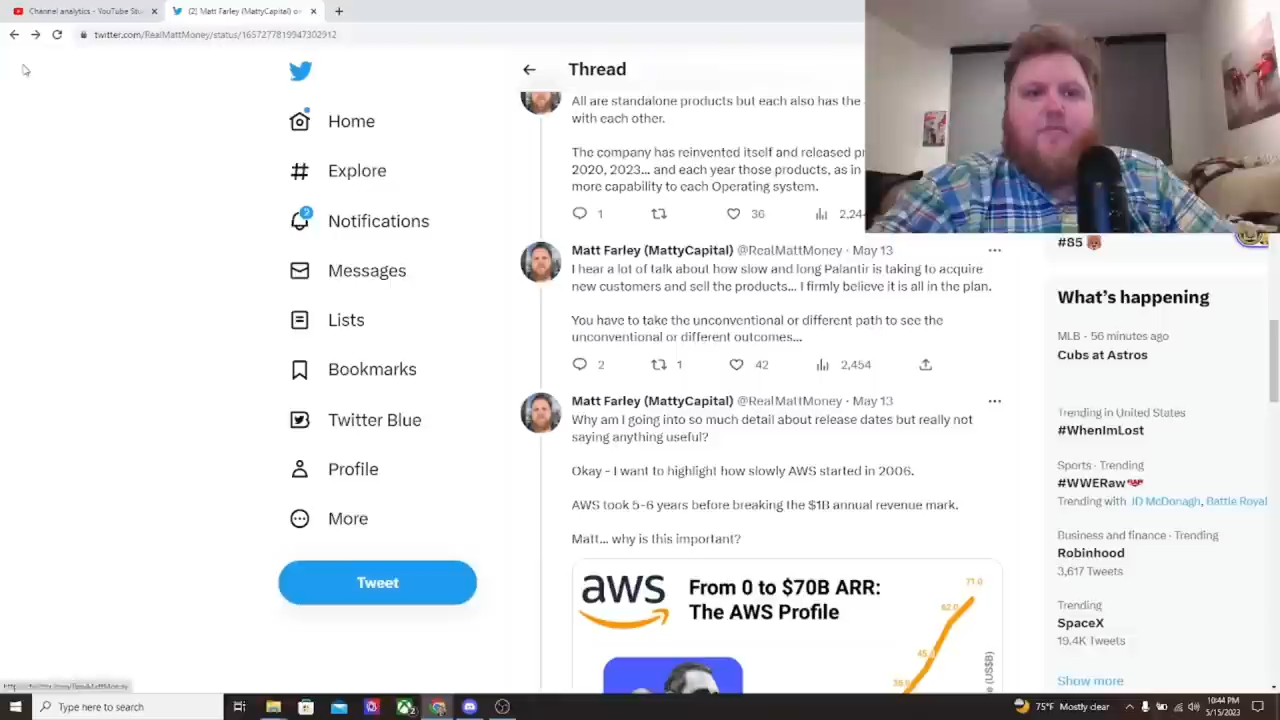 Channel analytics - YouTube Stu
(2) Matt Farley (MattyCapital) o
twitter.com/RealMattMoney/status/1657277819947302912
Home
Explore
2
Notifications
Messages
Lists
Bookmarks
Twitter Blue
Profile
More
Tweet
Thread
All are standalone products but each also has the
with each other.
The company has reinvented itself and released
2020, 2023... and each year those products, as in
more capability to each Operating system.
1
36
Matt Farley (MattyCapital) @RealMattMoney · May 13
I hear a lot of talk about how slow and long Palantir is taking to acquire
new customers and sell the products... I firmly believe it is all in the plan.
You have to take the unconventional or different path to see the
unconventional or different outcomes...
2
1
42
2,454
Matt Farley (MattyCapital) @RealMattMoney · May 13
Why am I going into so much detail about release dates but really not
saying anything useful?
Okay - I want to highlight how slowly AWS started in 2006.
AWS took 5-6 years before breaking the $1B annual revenue mark.
Matt... why is this important?
aws
From 0 to $70B ARR:
The AWS Profile
71.0
62.0
(US$B)
#85
What's happening
MLB · 56 minutes ago
Cubs at Astros
Trending in United States
#WhenImLost
Sports · Trending
#WWERaw
Trending with JD McDonagh, Battle Royal
Business and finance · Trending
Robinhood
3,617 Tweets
Trending
SpaceX
19.4K Tweets
Show more
Type here to search
75°F Mostly clear
10:44 PM
5/15/2023